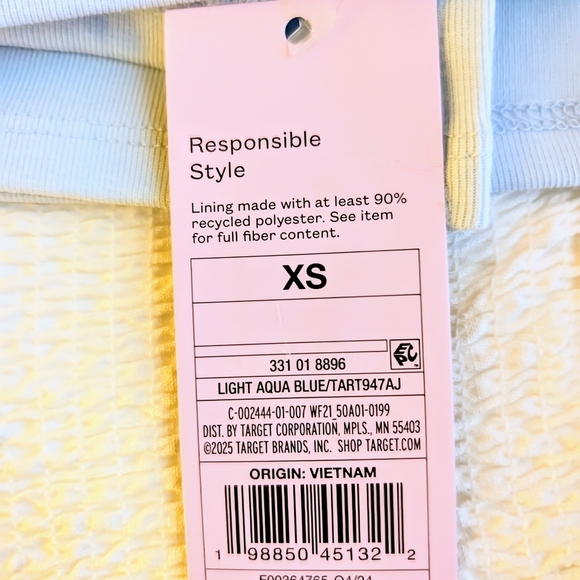 Responsible
Style
Lining made with at least 90%
recycled polyester. See item
for full fiber content.
XS
331 01 8896
LIGHT AQUA BLUE/TART947AJ
C-002444-01-007 WF21_50A01-0199
DIST. BY TARGET CORPORATION, MPLS., MN 55403
©2025 TARGET BRANDS, INC. SHOP TARGET.COM
ORIGIN: VIETNAM
1 98850 45132 2